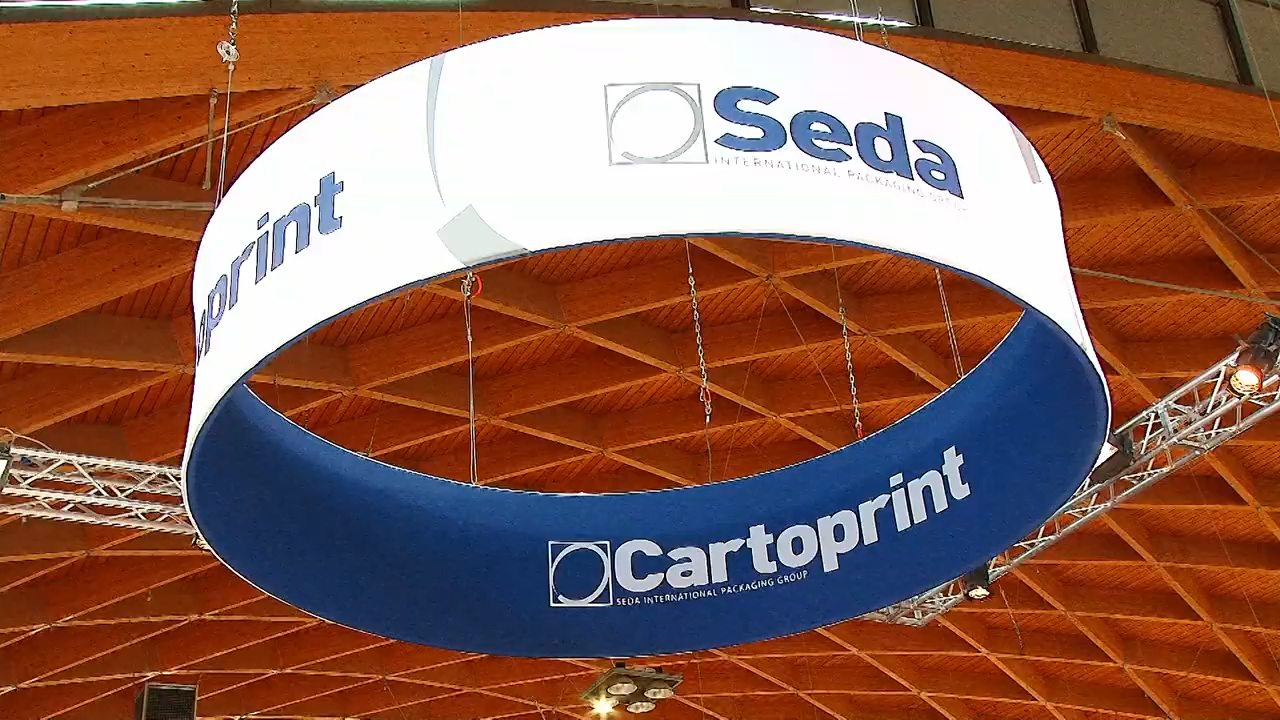 Seda
INTERNATIONAL PACKAGING GROUP
print
Cartoprint
SEDA INTERNATIONAL PACKAGING GROUP